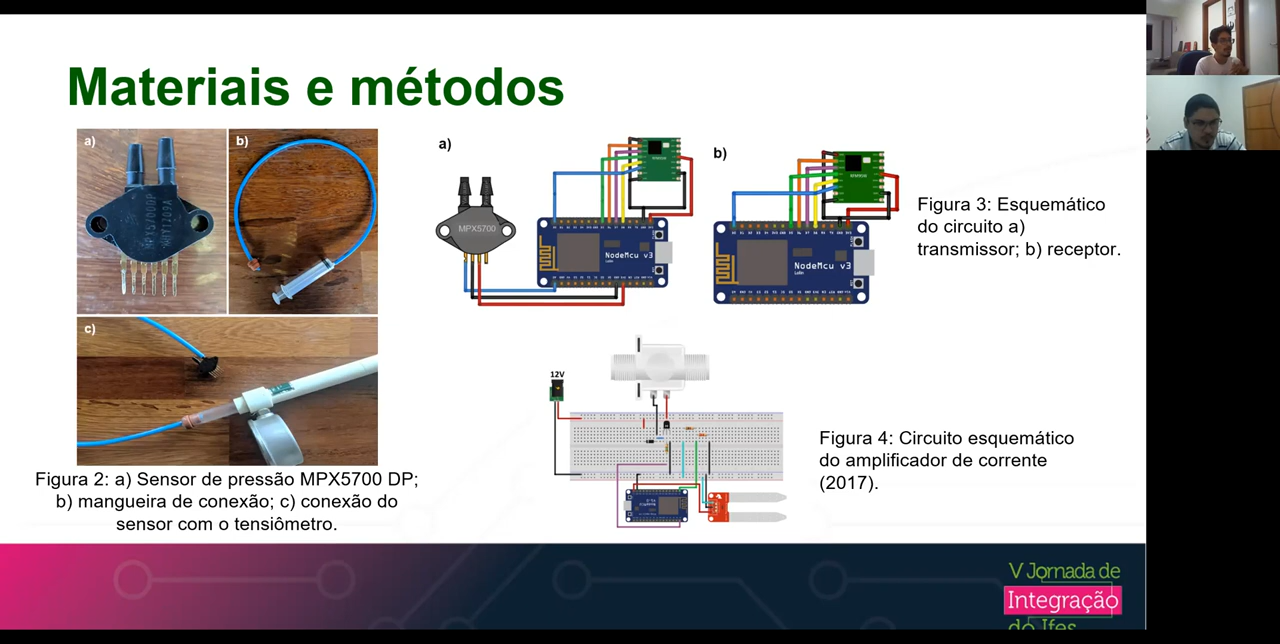 Materiais e métodos
a)
b)
MPX5700DP
c)
Figura 2: a) Sensor de pressão MPX5700 DP;
b) mangueira de conexão; c) conexão do
sensor com o tensiômetro.
a)
MPX5700
NodeMcu v3
b)
NodeMcu v3
Figura 3: Esquemático
do circuito a)
transmissor; b) receptor.
12V
Figura 4: Circuito esquemático
do amplificador de corrente
(2017).
V Jornada de
Integração
do Ifes